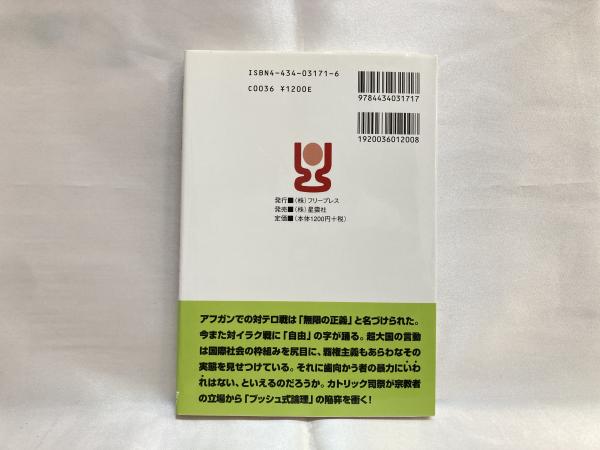 ISBN4-434-03171-6
C0036 ¥1200E
9784434031717
1920036012008
発行■(株)フリープレス
発売■(株)星雲社
定価■(本体1200円+税)
アフガンでの対テロ戦は「無限の正義」と名づけられた。
今また対イラク戦に「自由」の字が踊る。超大国の言動
は国際社会の枠組みを尻目に、覇権主義もあらわなその
実態を見せつけている。それに歯向かう者の暴力にいわ
れはない、といえるのだろうか。カトリック司祭が宗教者
の立場から「ブッシュ式論理」の陥穽を衝く!